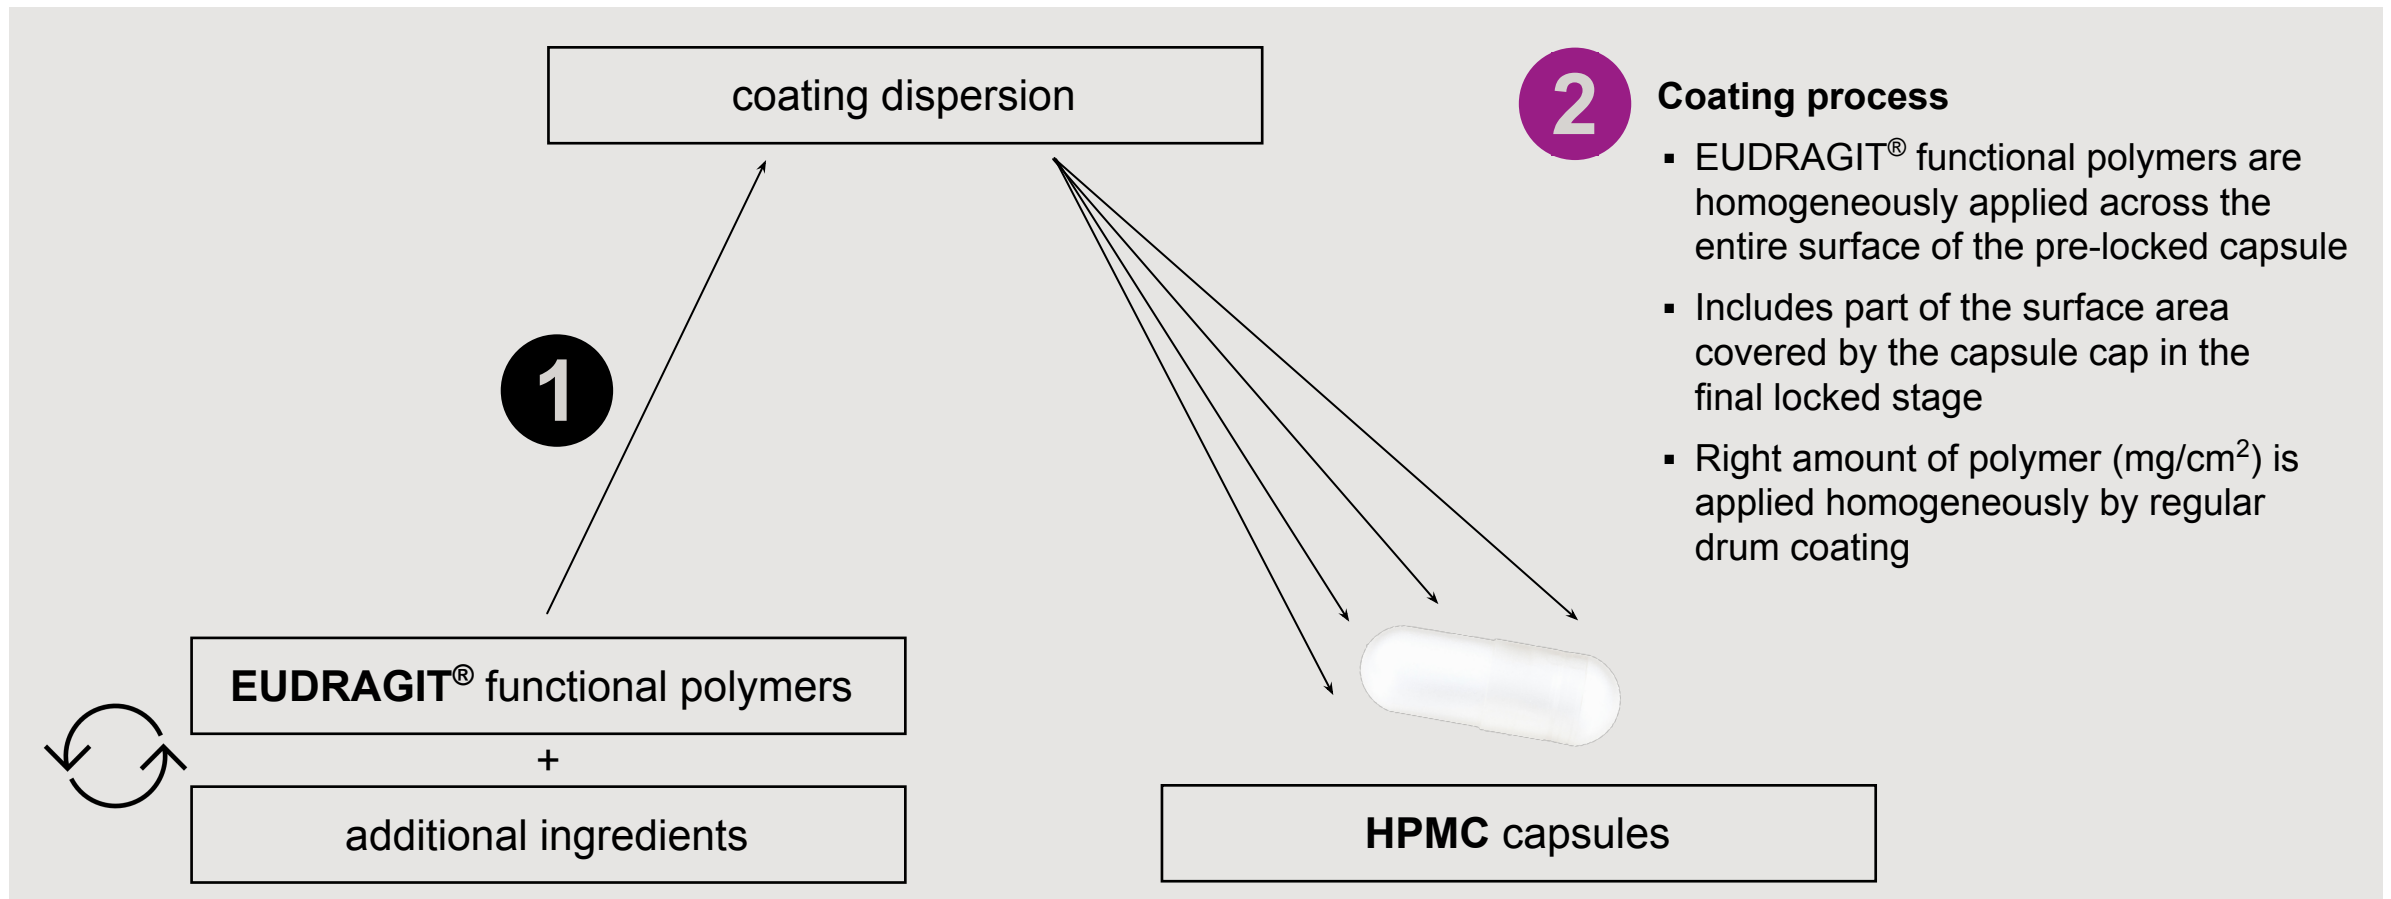 coating dispersion
1
EUDRAGIT® functional polymers
+
additional ingredients
HPMC capsules
2
Coating process
▪ EUDRAGIT® functional polymers are
homogeneously applied across the
entire surface of the pre-locked capsule
▪ Includes part of the surface area
covered by the capsule cap in the
final locked stage
▪ Right amount of polymer (mg/cm²) is
applied homogeneously by regular
drum coating